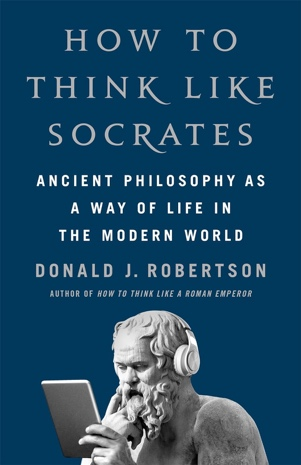 HOW TO
THINK LIKE
SOCRATES
ANCIENT PHILOSOPHY AS
A WAY OF LIFE IN
THE MODERN WORLD
DONALD J. ROBERTSON
AUTHOR OF HOW TO THINK LIKE A ROMAN EMPEROR